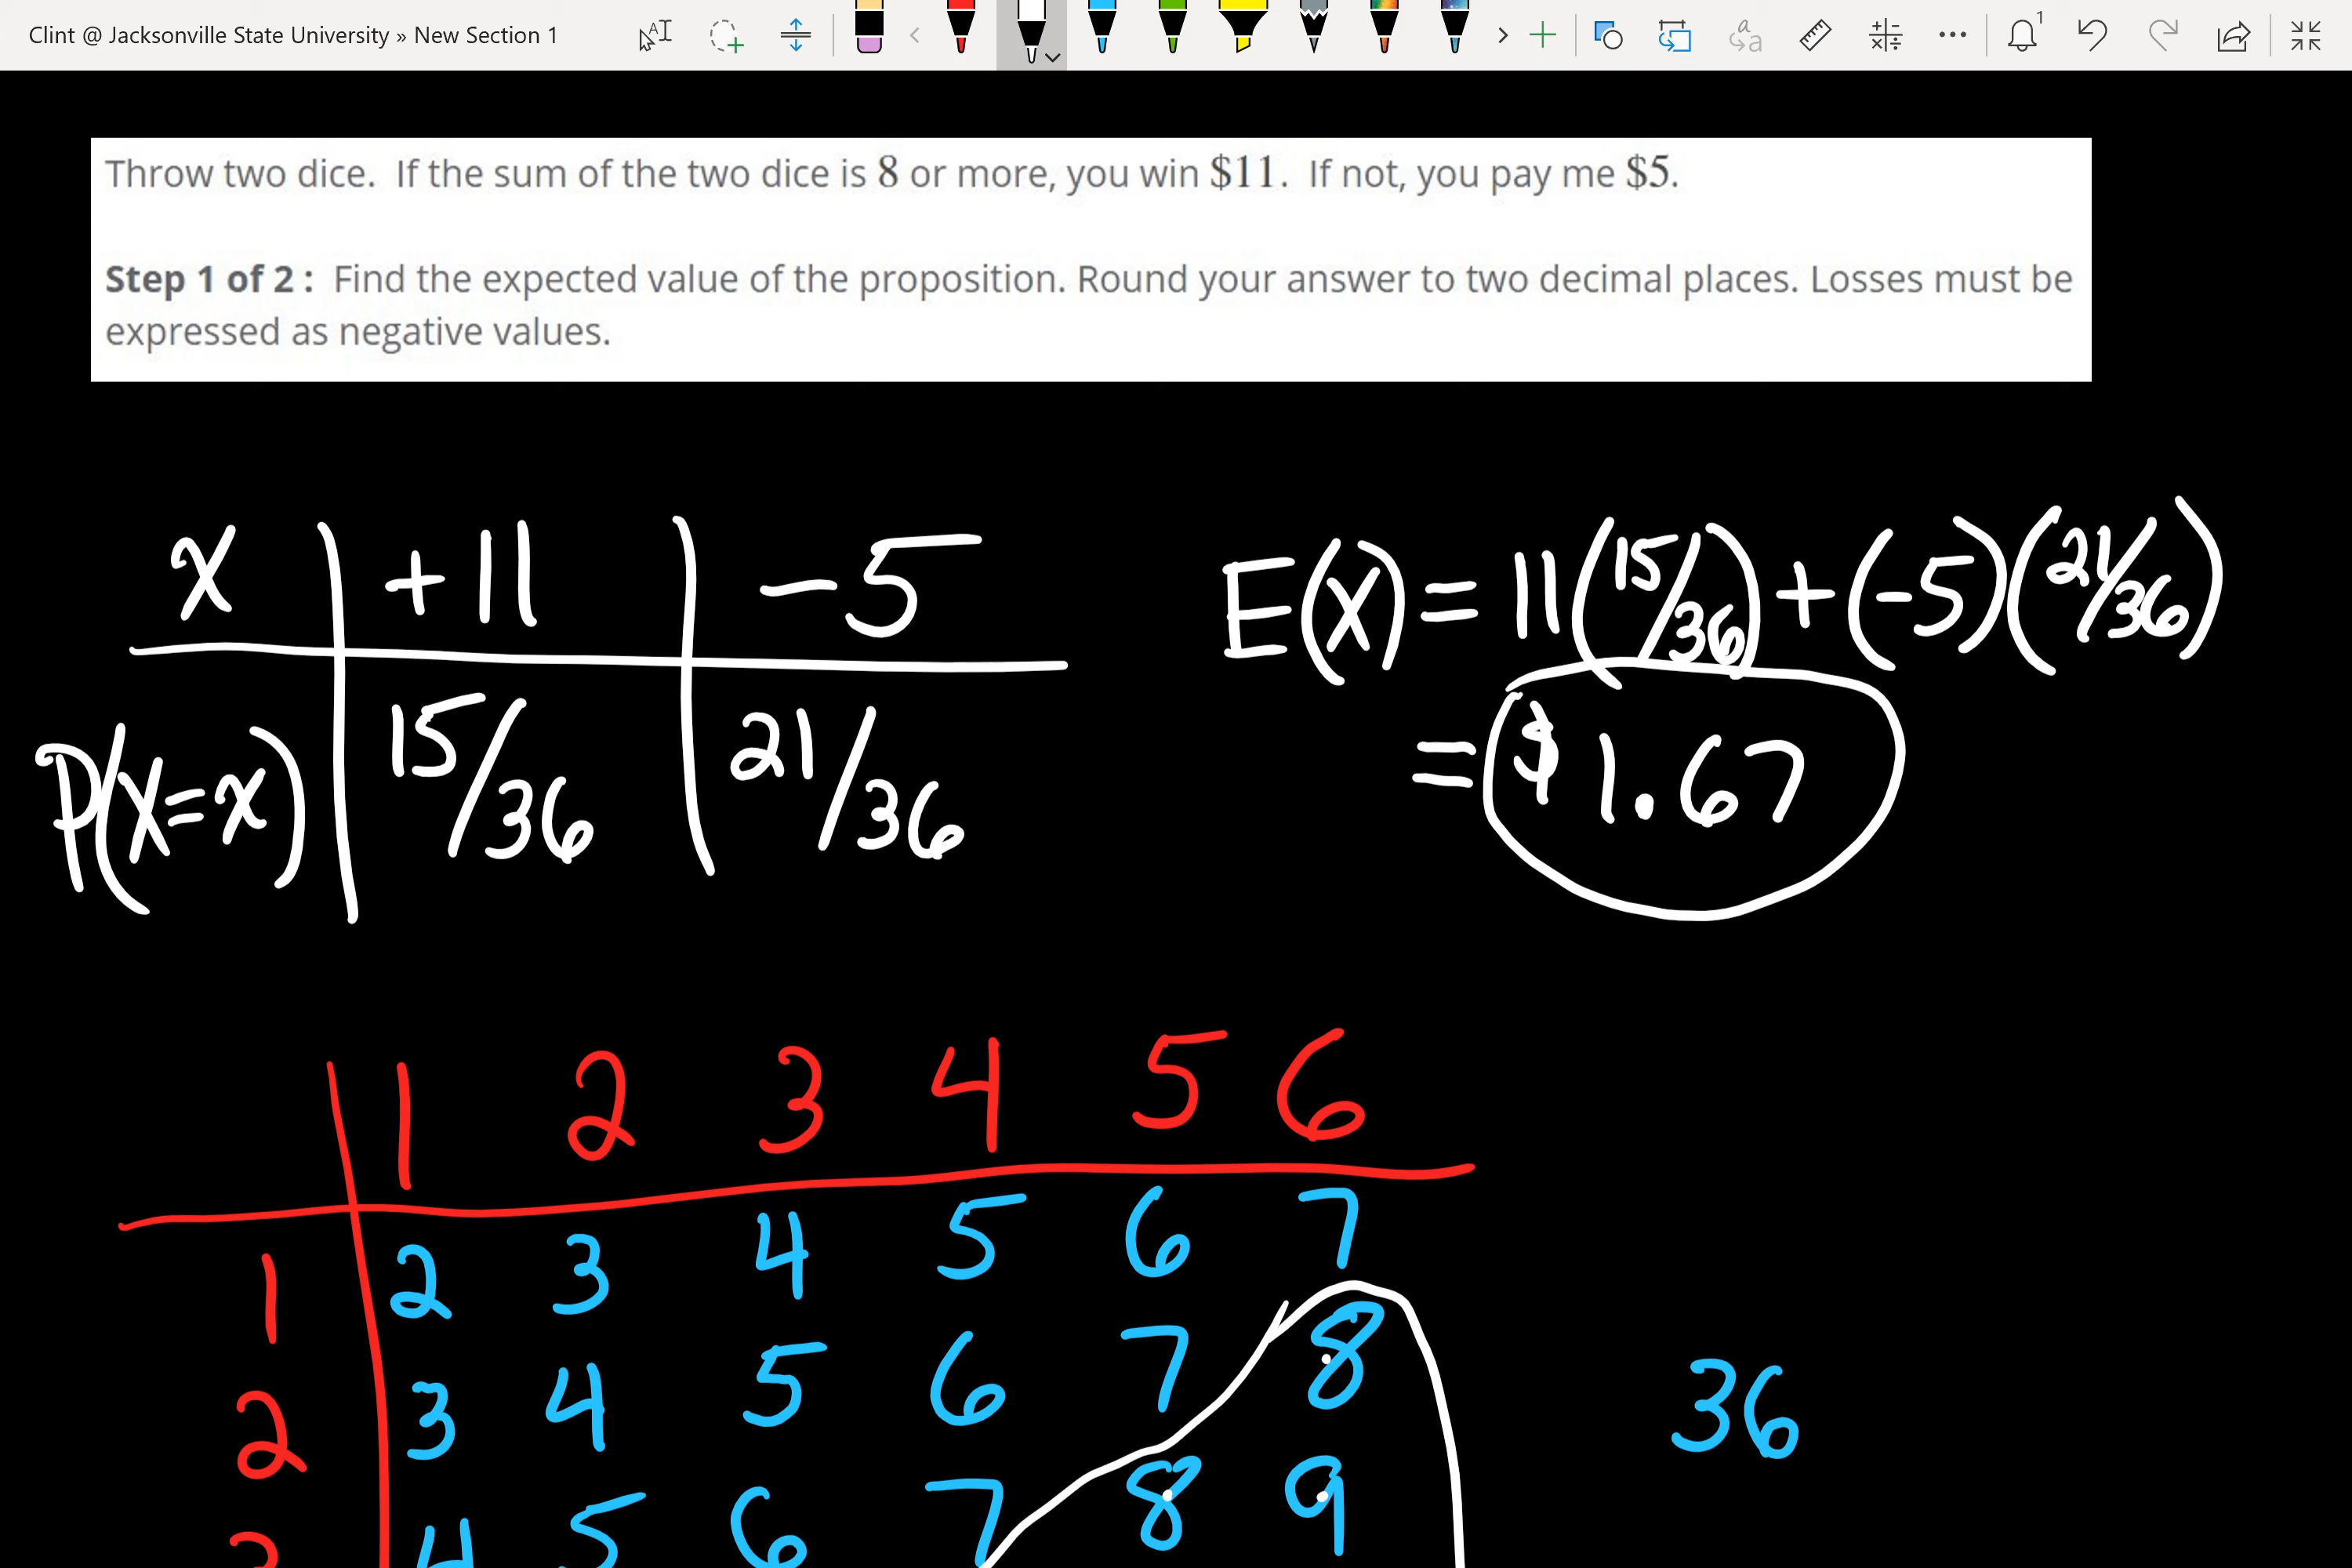 Clint @ Jacksonville State University » New Section 1
Throw two dice.  If the sum of the two dice is 8 or more, you win $11.  If not, you pay me $5.
Step 1 of 2 :  Find the expected value of the proposition. Round your answer to two decimal places. Losses must be
expressed as negative values.
x +11 -5
P(X=x) 15/36 21/36
E(X) = 11(15/36) + (-5)(21/36)
= $1.67
1 2 3 4 5 6
1 2 3 4 5 6 7
2 3 4 5 6 7 8
36
3 4 5 6 7 8 9